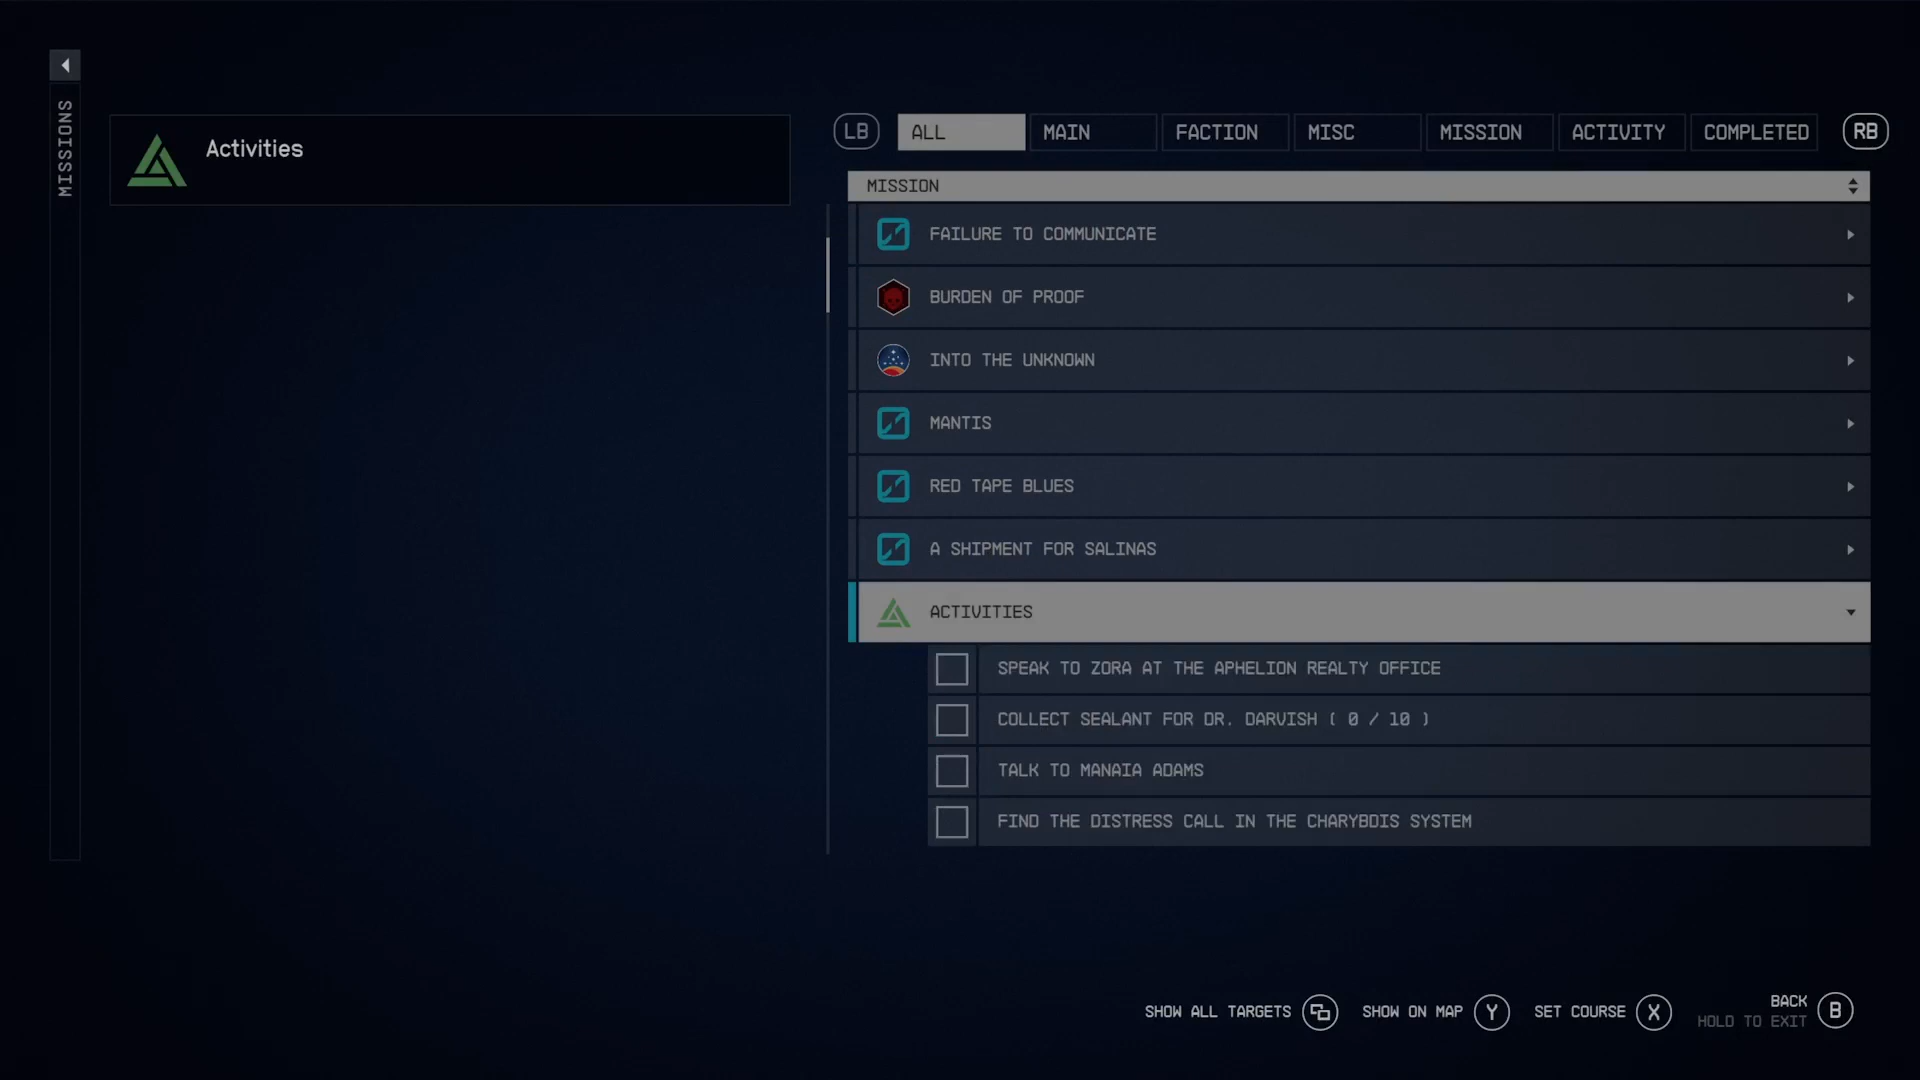 MISSIONS
Activities
LB
ALL
MAIN
FACTION
MISC
MISSION
ACTIVITY
COMPLETED
RB
MISSION
FAILURE TO COMMUNICATE
BURDEN OF PROOF
INTO THE UNKNOWN
MANTIS
RED TAPE BLUES
A SHIPMENT FOR SALINAS
ACTIVITIES
SPEAK TO ZORA AT THE APHELION REALTY OFFICE
COLLECT SEALANT FOR DR. DARVISH ( 0 / 10 )
TALK TO MANAIA ADAMS
FIND THE DISTRESS CALL IN THE CHARYBDIS SYSTEM
SHOW ALL TARGETS
SHOW ON MAP Y
SET COURSE X
BACK B
HOLD TO EXIT